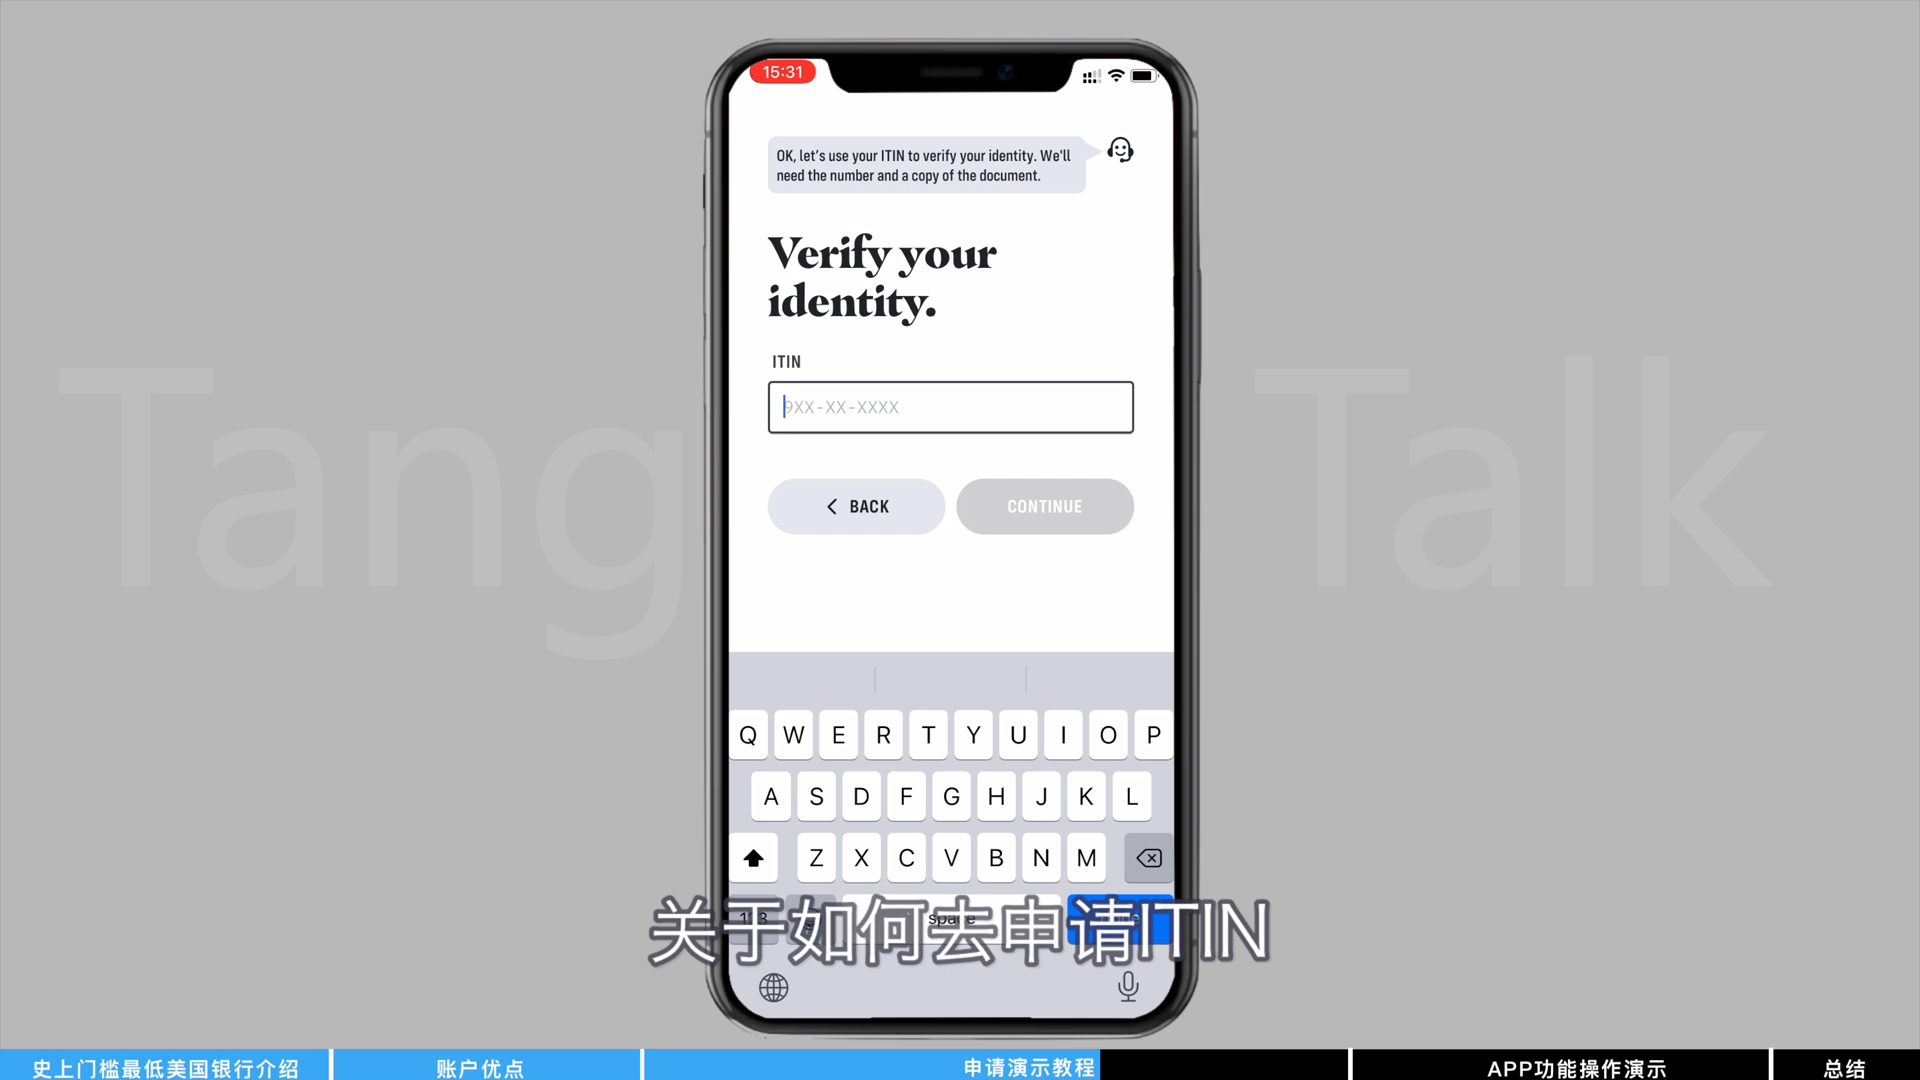 Tang Talk
15:31
OK, let's use your ITIN to verify your identity. We'll
need the number and a copy of the document.
Verify your
identity.
ITIN
9XX-XX-XXXX
BACK
CONTINUE
Q W E R T Y U I O P
A S D F G H J K L
Z X C V B N M
123
space
关于如何去申请ITIN
史上门槛最低美国银行介绍
账户优点
申请演示教程
APP功能操作演示
总结